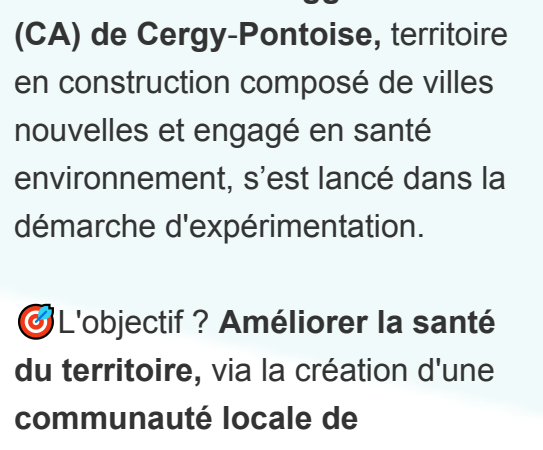 (CA) de Cergy-Pontoise, territoire
en construction composé de villes
nouvelles et engagé en santé
environnement, s’est lancé dans la
démarche d'expérimentation.
🎯L'objectif ? Améliorer la santé
du territoire, via la création d'une
communauté locale de